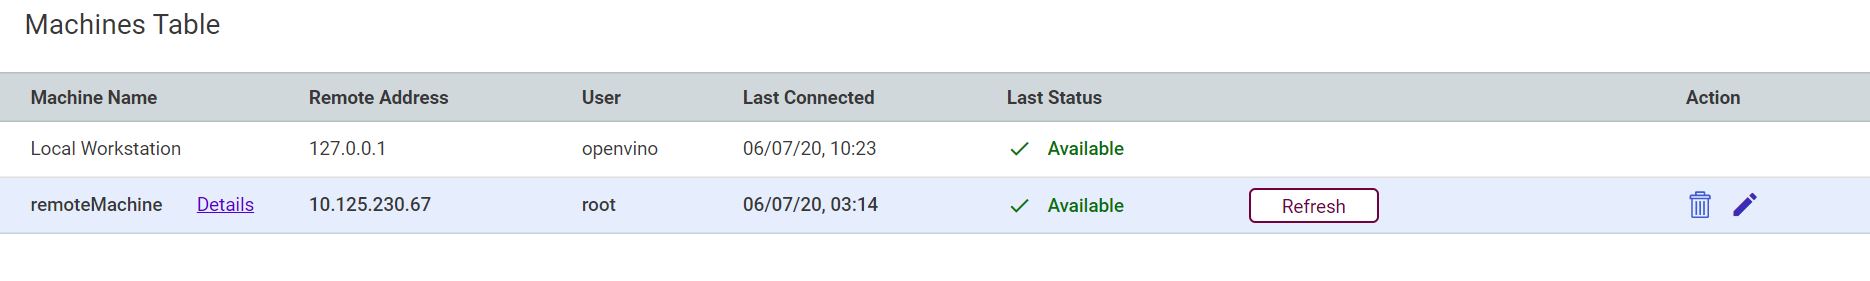 Machines Table
Machine Name Remote Address User Last Connected Last Status Action
Local Workstation 127.0.0.1 openvino 06/07/20, 10:23 Available
remoteMachine Details 10.125.230.67 root 06/07/20, 03:14 Available Refresh